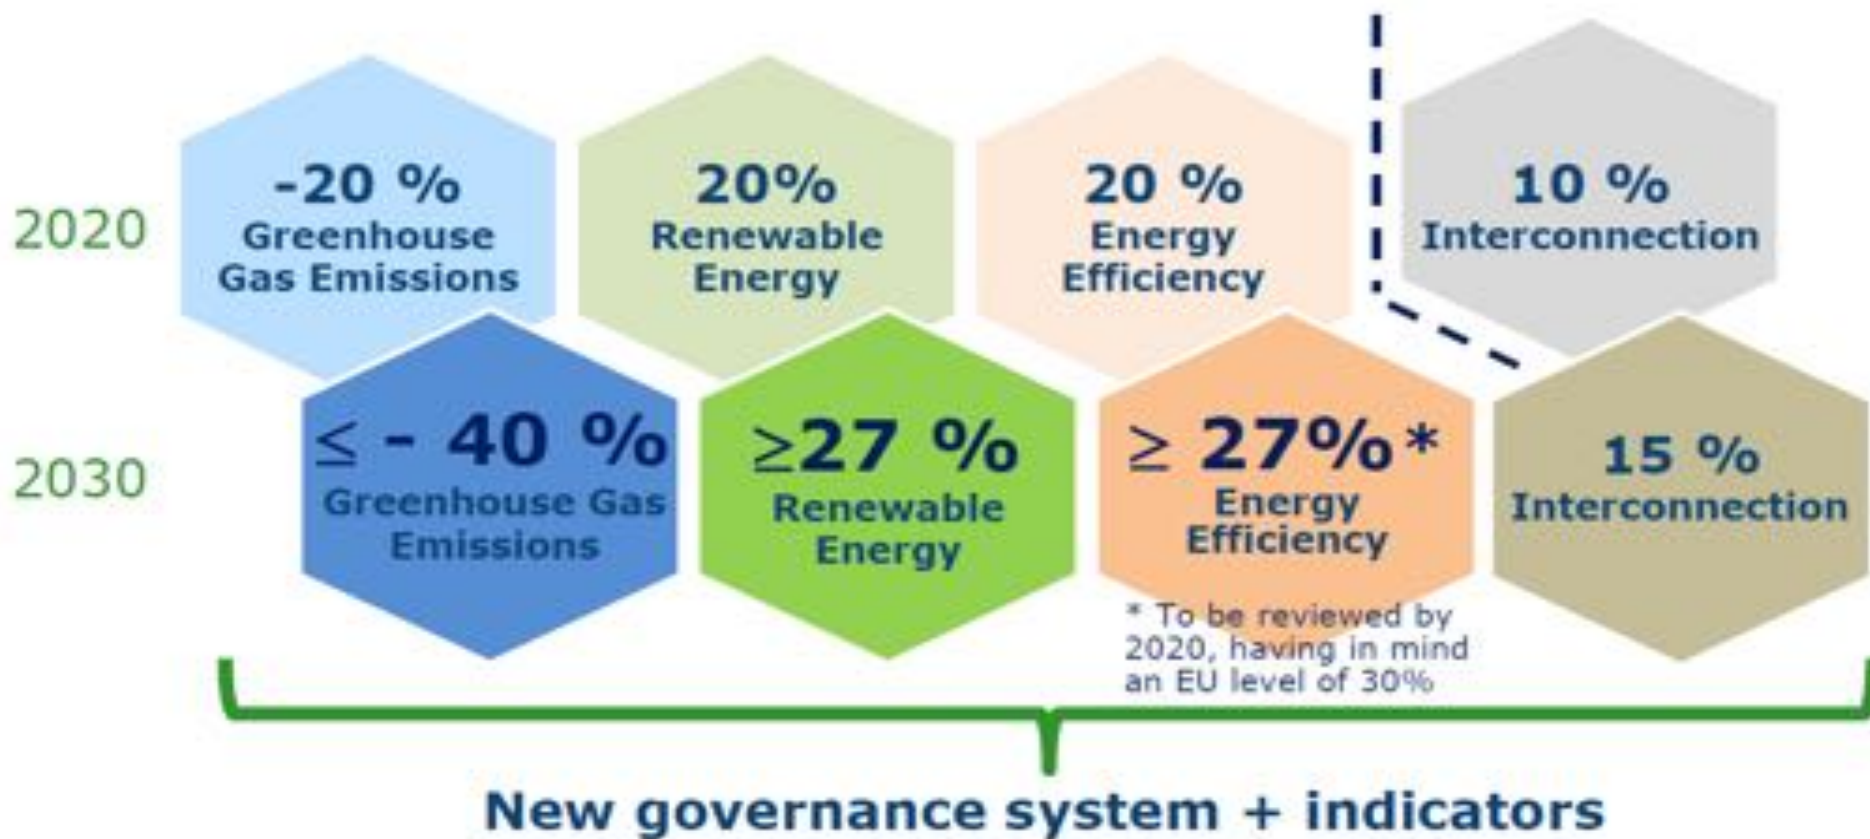 2020
-20 %
Greenhouse
Gas Emissions
20%
Renewable
Energy
20 %
Energy
Efficiency
10 %
Interconnection
2030
≤ - 40 %
Greenhouse Gas
Emissions
≥27 %
Renewable
Energy
≥ 27%*
Energy
Efficiency
* To be reviewed by
2020, having in mind
an EU level of 30%
15 %
Interconnection
New governance system + indicators